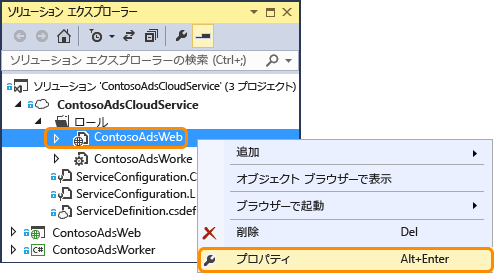 ソリューション エクスプローラー
ソリューション エクスプローラーの検索 (Ctrl+;)
ソリューション 'ContosoAdsCloudService' (3 プロジェクト)
ContosoAdsCloudService
ロール
ContosoAdsWeb
ContosoAdsWorke
ServiceConfiguration.C
ServiceConfiguration.L
ServiceDefinition.csdef
ContosoAdsWeb
C# ContosoAdsWorker
追加
オブジェクト ブラウザーで表示
ブラウザーで起動
削除 Del
プロパティ Alt+Enter